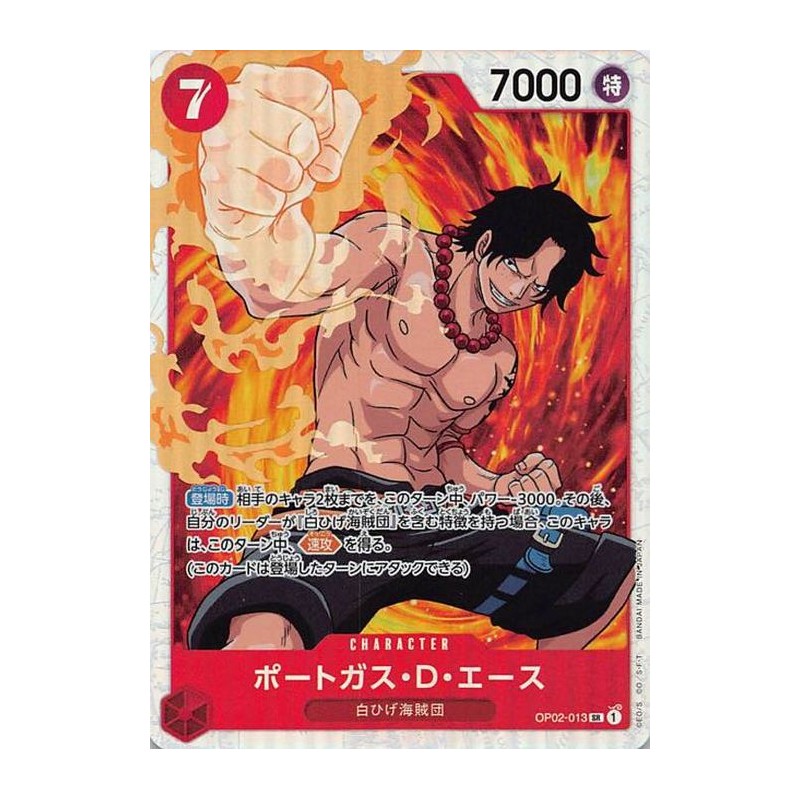 7
7000 特
登場時 相手のキャラ2枚までを、このターン中、パワー-3000。その後、
自分のリーダーが『白ひげ海賊団』を含む特徴を持つ場合、このキャラ
は、このターン中、速攻 を得る。
(このカードは登場したターンにアタックできる)
CHARACTER
ポートガス・D・エース
白ひげ海賊団
OP02-013 SR 1
©E.O/S. ©O/S・F・T BANDAI MADE IN JAPAN